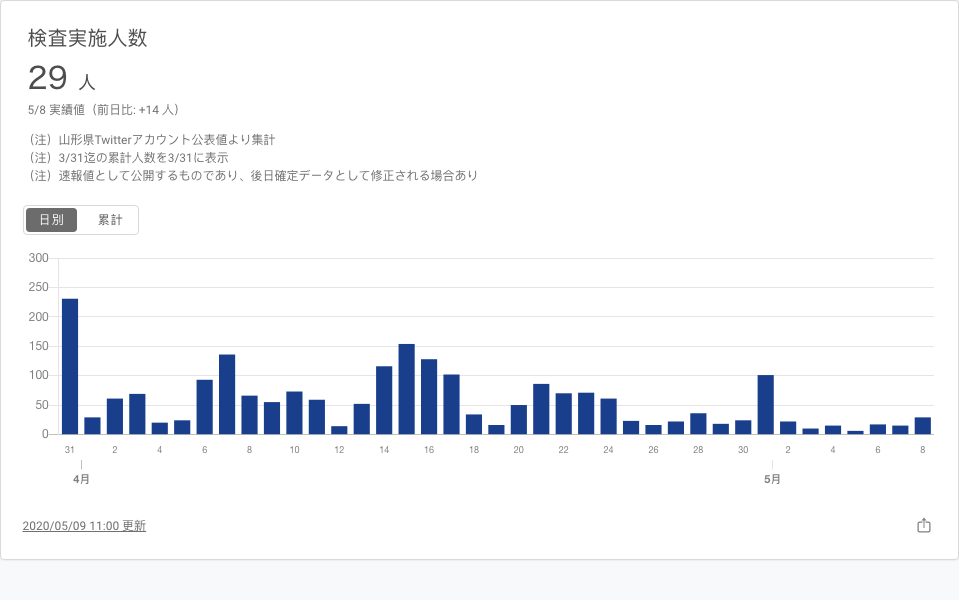 検査実施人数
29 人
5/8 実績値（前日比: +14 人）
（注）山形県Twitterアカウント公表値より集計
（注）3/31迄の累計人数を3/31に表示
（注）速報値として公開するものであり、後日確定データとして修正される場合あり
日別 累計
300
250
200
150
100
50
0
31 2 4 6 8 10 12 14 16 18 20 22 24 26 28 30 2 4 6 8
4月 5月
2020/05/09 11:00 更新